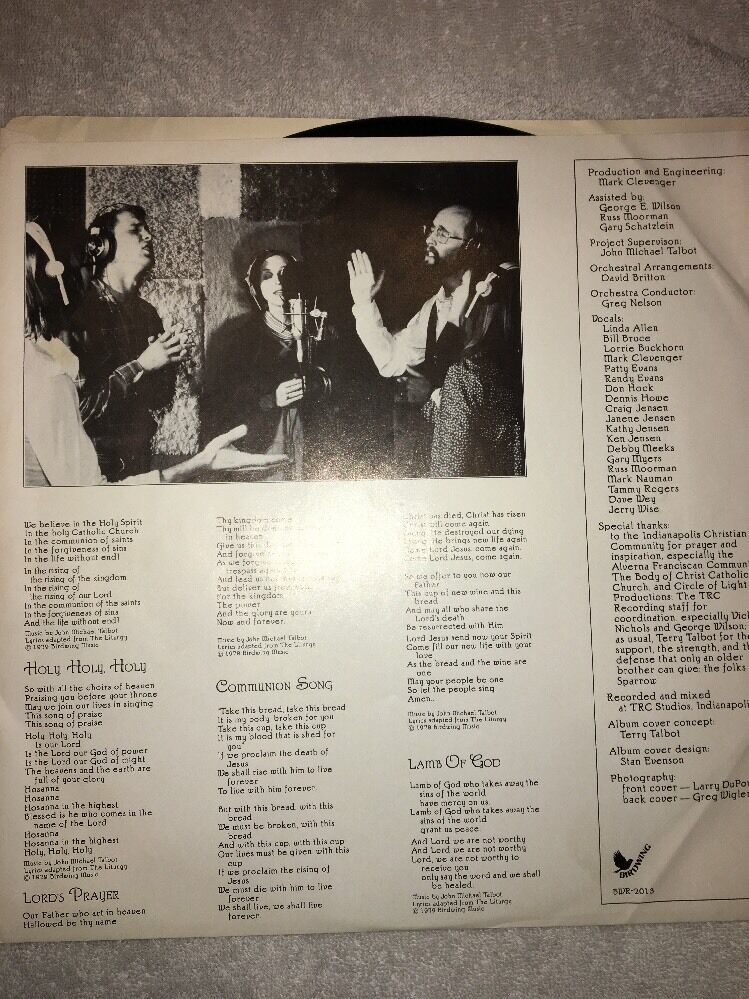 We believe in the Holy Spirit
In the holy Catholic Church
In the communion of saints
In the forgiveness of sins
In the life without end!
In the rising of
the rising of the kingdom
In the rising of
the rising of our Lord
In the communion of the saints
In the forgiveness of sins
And the life without end!
Music by John Michael Talbot
Lyrics adapted from The Liturgy
© 1979 Birdwing Music
Holy, Holy, Holy
So with all the choirs of heaven
Praising you before your throne
May we join our lives in singing
This song of praise
This song of praise
Holy Holy Holy
Is our Lord
Is the Lord our God of power
Is the Lord our God of might
The heavens and the earth are
full of your glory
Hosanna
Hosanna
Hosanna in the highest
Blessed is he who comes in the
name of the Lord
Hosanna
Hosanna in the highest
Holy, Holy, Holy
Music by John Michael Talbot
Lyrics adapted from The Liturgy
© 1979 Birdwing Music
Lord's Prayer
Our Father who art in heaven
Hallowed be thy name
Thy kingdom come
Thy will be
in heaven
Give us this
And forgive
As we forgive
trespass
And lead us not
But deliver us
For the kingdom
The power
And the glory are yours
Now and forever.
Music by John Michael Talbot
Lyrics adapted from The Liturgy
© 1979 Birdwing Music
Communion Song
Take this bread, take this bread
It is my body broken for you
Take this cup, take this cup
It is my blood that is shed for
you
If we proclaim the death of
Jesus
We shall rise with him to live
forever
To live with him forever
But with this bread, with this
bread
We must be broken, with this
bread
And with this cup, with this cup
Our lives must be given with this
cup
If we proclaim the rising of
Jesus
We must die with him to live
forever
We shall live, we shall live
forever
Christ has died, Christ has risen
Christ will come again
Dying He destroyed our dying
Rising He brings new life again
Come Lord Jesus, come again,
Come Lord Jesus, come again.
So we offer to you now our
Father
This cup of new wine and this
bread
And may all who share the
Lord's death
Be resurrected with Him
Lord Jesus send now your Spirit
Come fill our new life with your
love
As the bread and the wine are
one
May your people be one
So let the people sing
Amen..
Music by John Michael Talbot
Lyrics adapted from The Liturgy
© 1979 Birdwing Music
Lamb Of God
Lamb of God who takes away the
sins of the world
have mercy on us.
Lamb of God who takes away the
sins of the world
grant us peace.
And Lord we are not worthy
And Lord we are not worthy
Lord, we are not worthy to
receive you
only say the word and we shall
be healed.
Music by John Michael Talbot
Lyrics adapted from The Liturgy
© 1979 Birdwing Music
Production and Engineering:
Mark Clevenger
Assisted by:
George E. Wilson
Russ Moorman
Gary Schatzlein
Project Supervison:
John Michael Talbot
Orchestral Arrangements:
David Britton
Orchestra Conductor:
Greg Nelson
Vocals:
Linda Allen
Bill Bruce
Lorrie Buckhorn
Mark Clevenger
Patty Evans
Randy Evans
Don Hock
Dennis Howe
Craig Jensen
Janene Jensen
Kathy Jensen
Ken Jensen
Debby Meeks
Gary Myers
Russ Moorman
Mark Nauman
Tammy Rogers
Dave Wey
Jerry Wise
Special thanks:
to the Indianapolis Christian
Community for prayer and
inspiration, especially the
Alverna Franciscan
The Body of Christ Catholic
Church, and Circle of Light
Productions. The TRC
Recording staff for
coordination, especially
Nichols and George Wilson;
as usual, Terry Talbot for the
support, the strength, and
defense that only an older
brother can give; the folks
Sparrow.
Recorded and mixed
at TRC Studios,
Album cover concept:
Terry Talbot
Album cover design:
Stan Evenson
Photography:
front cover — Larry
back cover — Greg
BIRDWING
BWR-2013